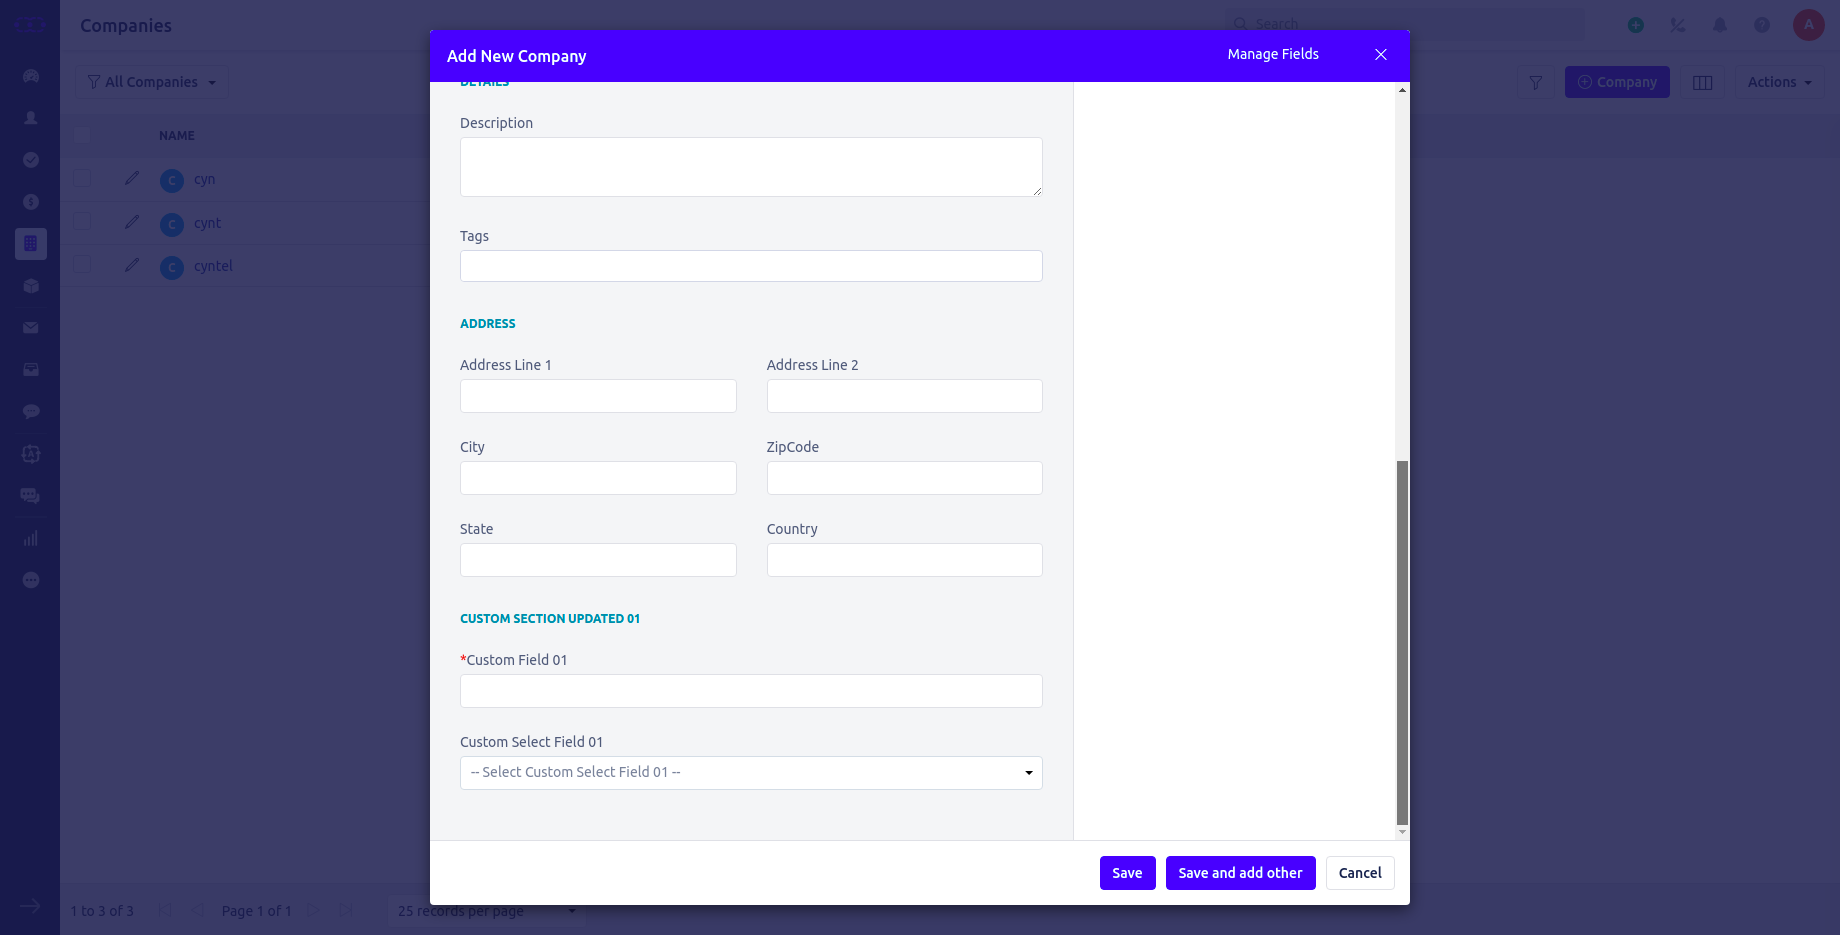 Companies
Search
A
Add New Company
Manage Fields
All Companies
Company
Actions
DETAILS
Description
NAME
C cyn
C cynt
C cyntel
Tags
ADDRESS
Address Line 1
Address Line 2
City
ZipCode
State
Country
CUSTOM SECTION UPDATED 01
*Custom Field 01
Custom Select Field 01
-- Select Custom Select Field 01 --
Save
Save and add other
Cancel
1 to 3 of 3
Page 1 of 1
25 records per page